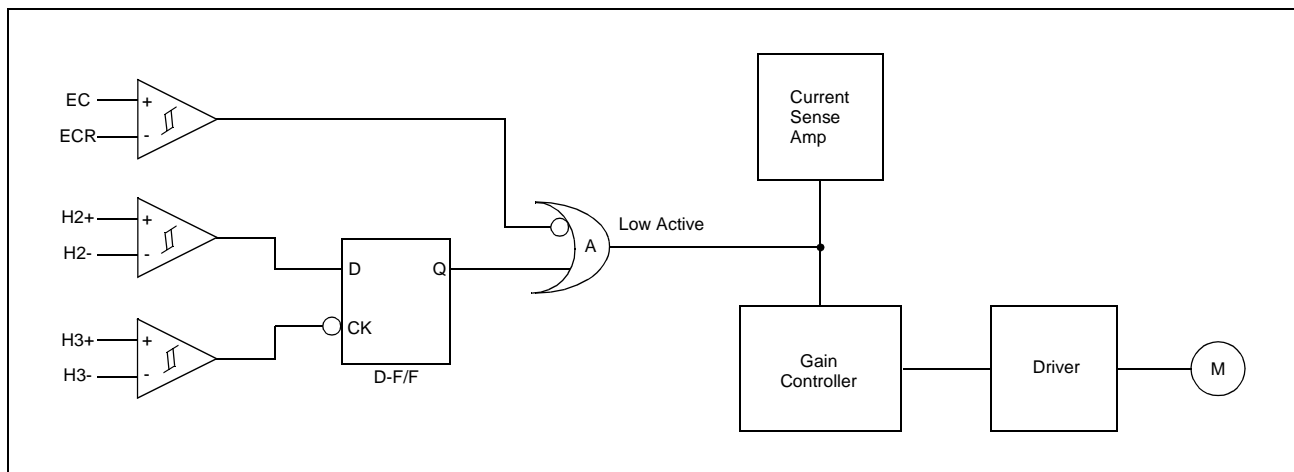 EC
+
ECR
-
H2+
+
H2-
-
H3+
+
H3-
-
D
Q
CK
D-F/F
A
Low Active
Current
Sense
Amp
Gain
Controller
Driver
M